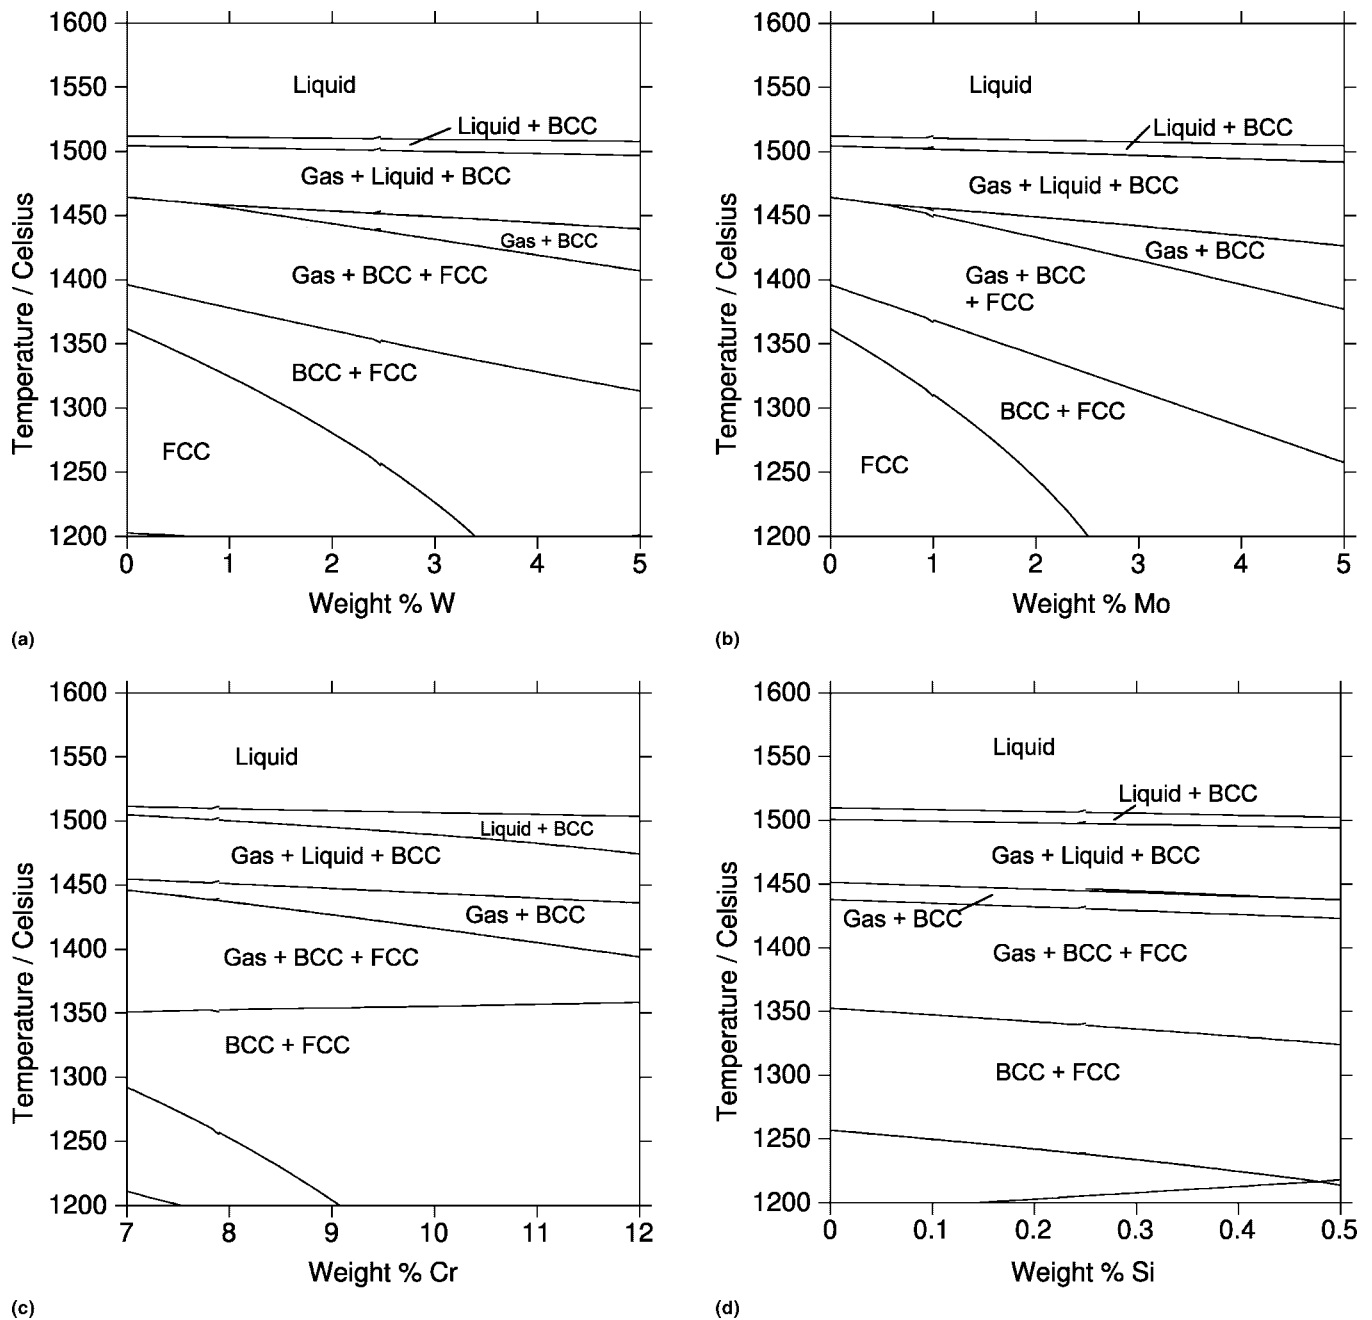 1600
1550
1500
1450
1400
1350
1300
1250
1200
Temperature / Celsius
Liquid
Liquid + BCC
Gas + Liquid + BCC
Gas + BCC
Gas + BCC + FCC
BCC + FCC
FCC
0 1 2 3 4 5
Weight % W
(a)
1600
1550
1500
1450
1400
1350
1300
1250
1200
Temperature / Celsius
Liquid
Liquid + BCC
Gas + Liquid + BCC
Gas + BCC
Gas + BCC
+ FCC
BCC + FCC
FCC
0 1 2 3 4 5
Weight % Mo
(b)
1600
1550
1500
1450
1400
1350
1300
1250
1200
Temperature / Celsius
Liquid
Liquid + BCC
Gas + Liquid + BCC
Gas + BCC
Gas + BCC + FCC
BCC + FCC
7 8 9 10 11 12
Weight % Cr
(c)
1600
1550
1500
1450
1400
1350
1300
1250
1200
Temperature / Celsius
Liquid
Liquid + BCC
Gas + Liquid + BCC
Gas + BCC
Gas + BCC + FCC
BCC + FCC
0 0.1 0.2 0.3 0.4 0.5
Weight % Si
(d)